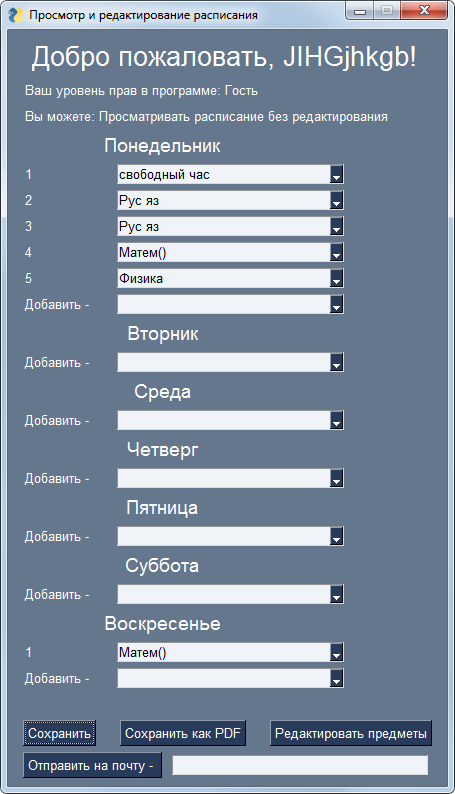 Просмотр и редактирование расписания
Добро пожаловать, JIHGjhkgb!
Ваш уровень прав в программе: Гость
Вы можете: Просматривать расписание без редактирования
Понедельник
1 свободный час
2 Рус яз
3 Рус яз
4 Матем()
5 Физика
Добавить -
Вторник
Добавить -
Среда
Добавить -
Четверг
Добавить -
Пятница
Добавить -
Суббота
Добавить -
Воскресенье
1 Матем()
Добавить -
Сохранить Сохранить как PDF Редактировать предметы
Отправить на почту -